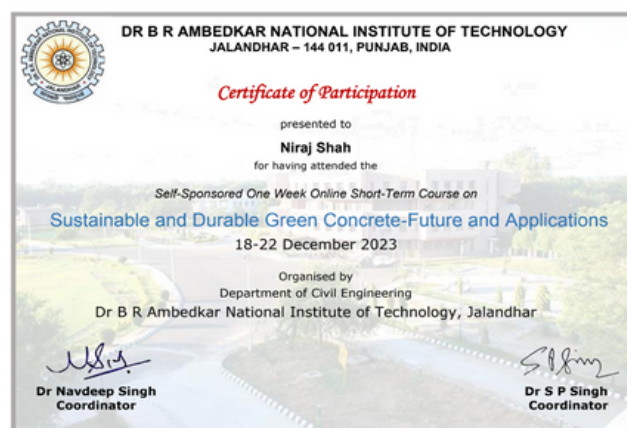 DR B R AMBEDKAR NATIONAL INSTITUTE OF TECHNOLOGY
JALANDHAR – 144 011, PUNJAB, INDIA
Certificate of Participation
presented to
Niraj Shah
for having attended the
Self-Sponsored One Week Online Short-Term Course on
Sustainable and Durable Green Concrete-Future and Applications
18-22 December 2023
Organised by
Department of Civil Engineering
Dr B R Ambedkar National Institute of Technology, Jalandhar
Dr Navdeep Singh
Coordinator
Dr S P Singh
Coordinator